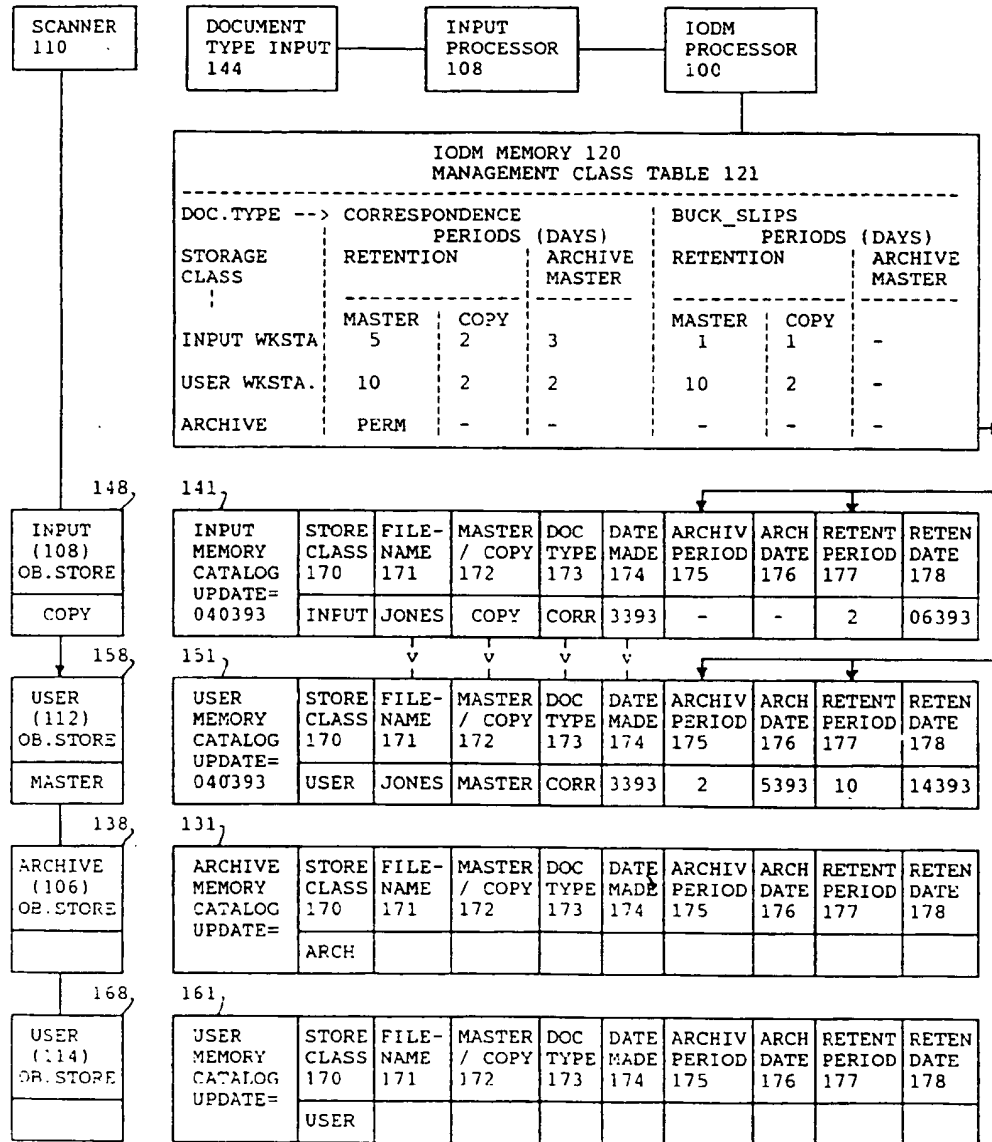 SCANNER
110
DOCUMENT
TYPE INPUT
144
INPUT
PROCESSOR
108
IODM
PROCESSOR
100
IODM MEMORY 120
MANAGEMENT CLASS TABLE 121
DOC.TYPE --> CORRESPONDENCE BUCK_SLIPS
PERIODS (DAYS) PERIODS (DAYS)
STORAGE RETENTION ARCHIVE RETENTION ARCHIVE
CLASS MASTER MASTER
MASTER COPY MASTER COPY
INPUT WKSTA 5 2 3 1 1 -
USER WKSTA. 10 2 2 10 2 -
ARCHIVE PERM - - - - -
148
INPUT
(108)
OB.STORE
COPY
141
INPUT STORE FILE- MASTER DOC DATE ARCHIV ARCH RETENT RETEN
MEMORY CLASS NAME / COPY TYPE MADE PERIOD DATE PERIOD DATE
CATALOG 170 171 172 173 174 175 176 177 178
UPDATE=
040393 INPUT JONES COPY CORR 3393 - - 2 06393
158
USER
(112)
OB.STORE
MASTER
151
USER STORE FILE- MASTER DOC DATE ARCHIV ARCH RETENT RETEN
MEMORY CLASS NAME / COPY TYPE MADE PERIOD DATE PERIOD DATE
CATALOG 170 171 172 173 174 175 176 177 178
UPDATE=
040393 USER JONES MASTER CORR 3393 2 5393 10 14393
138
ARCHIVE
(106)
OB.STORE
131
ARCHIVE STORE FILE- MASTER DOC DATE ARCHIV ARCH RETENT RETEN
MEMORY CLASS NAME / COPY TYPE MADE PERIOD DATE PERIOD DATE
CATALOG 170 171 172 173 174 175 176 177 178
UPDATE=
ARCH
168
USER
(114)
OB.STORE
161
USER STORE FILE- MASTER DOC DATE ARCHIV ARCH RETENT RETEN
MEMORY CLASS NAME / COPY TYPE MADE PERIOD DATE PERIOD DATE
CATALOG 170 171 172 173 174 175 176 177 178
UPDATE=
USER